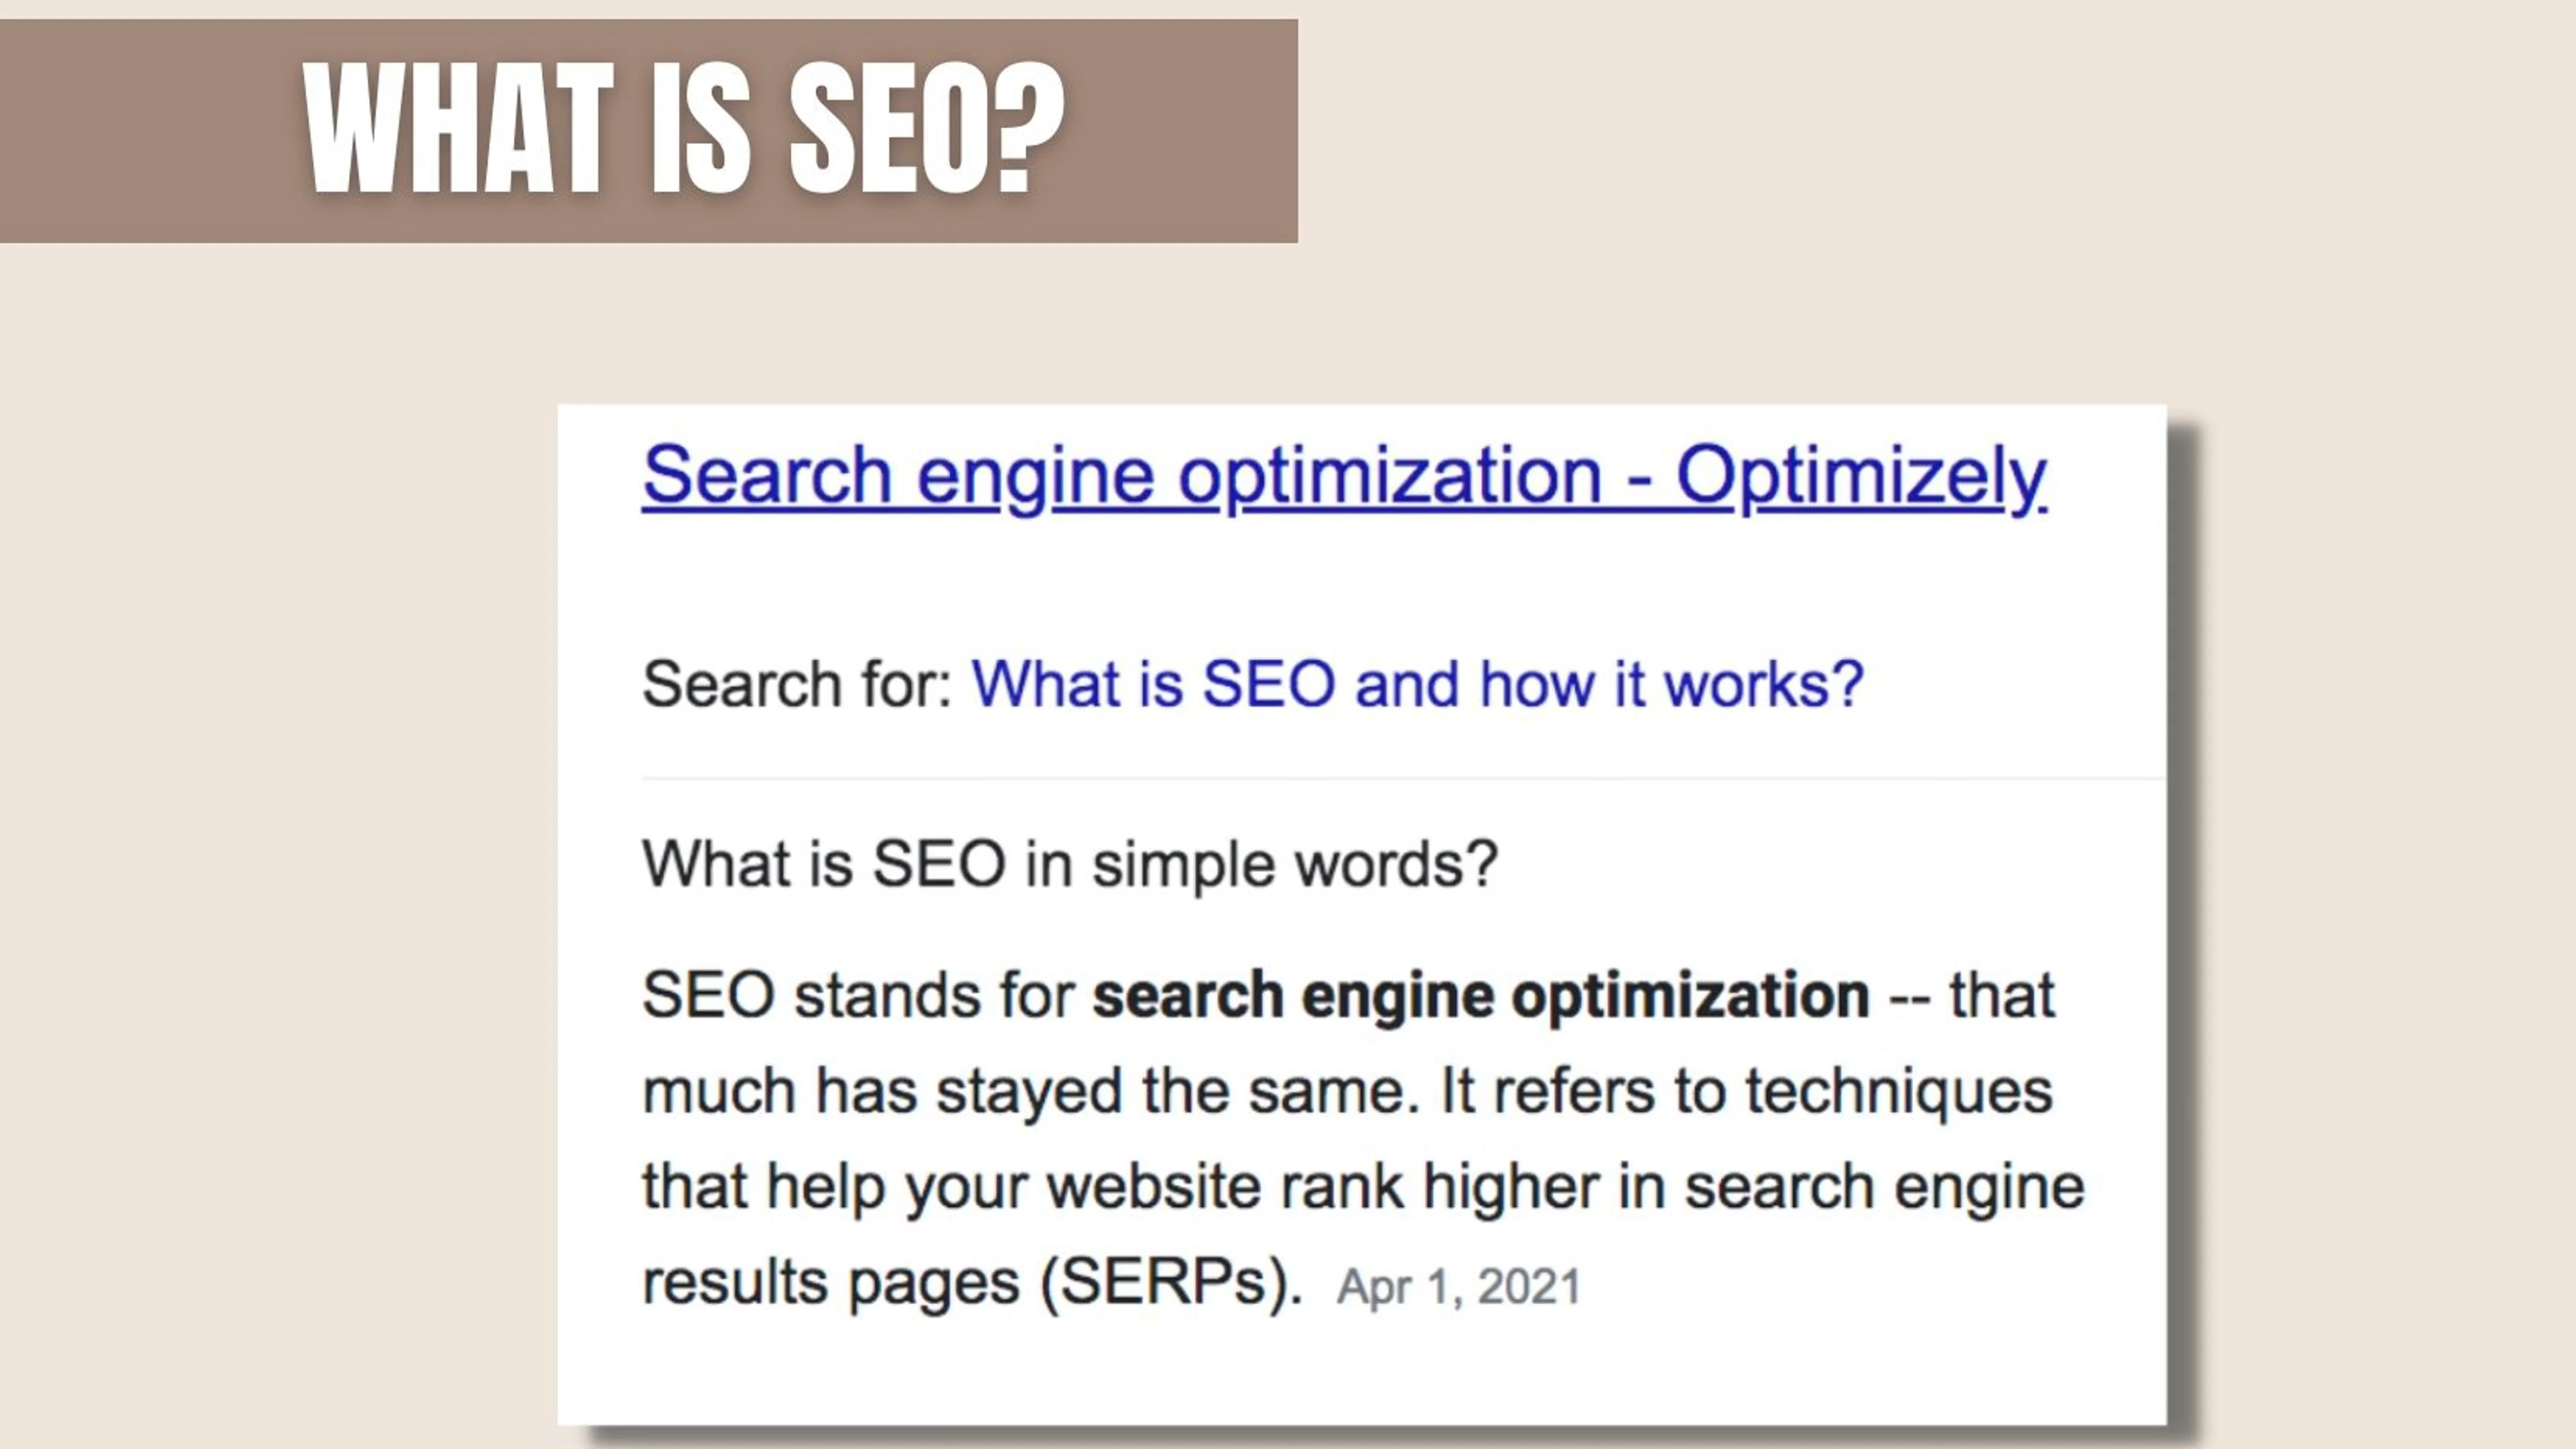 WHAT IS SEO?
Search engine optimization - Optimizely
Search for: What is SEO and how it works?
What is SEO in simple words?
SEO stands for search engine optimization -- that
much has stayed the same. It refers to techniques
that help your website rank higher in search engine
results pages (SERPs). Apr 1, 2021